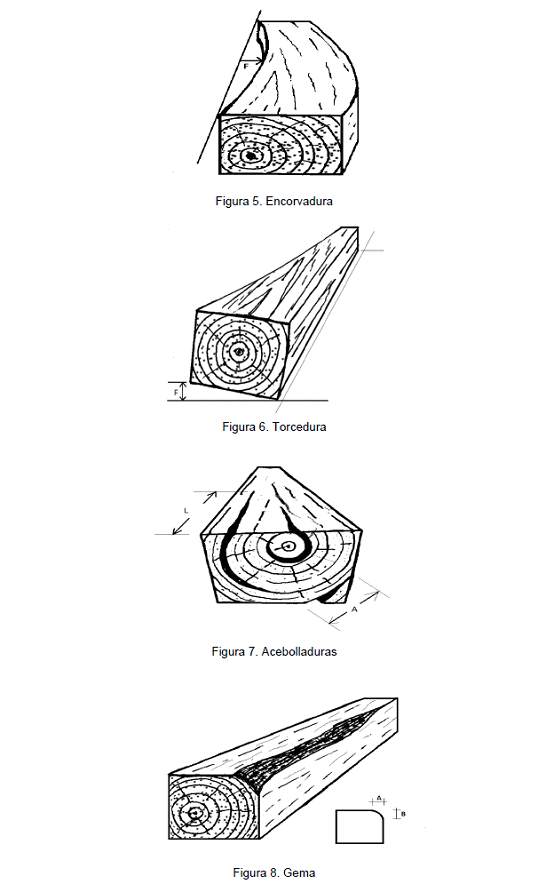 F
Figura 5. Encorvadura
F
Figura 6. Torcedura
L
A
Figura 7. Acebolladuras
A
B
Figura 8. Gema